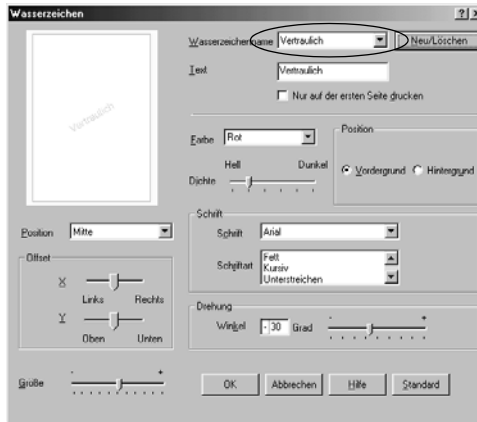 Wasserzeichen
Vertraulich
Wasserzeichenname Vertraulich Neu/Löschen
Text Vertraulich
Nur auf der ersten Seite drucken
Farbe Rot
Position
Hell Dunkel
Dichte
Vordergrund Hintergrund
Position Mitte
Schrift
Schrift Arial
Schriftart Fett
Kursiv
Unterstreichen
Offset
X
Links Rechts
Y
Oben Unten
Drehung
Winkel - 30 Grad - +
Größe - +
OK Abbrechen Hilfe Standard